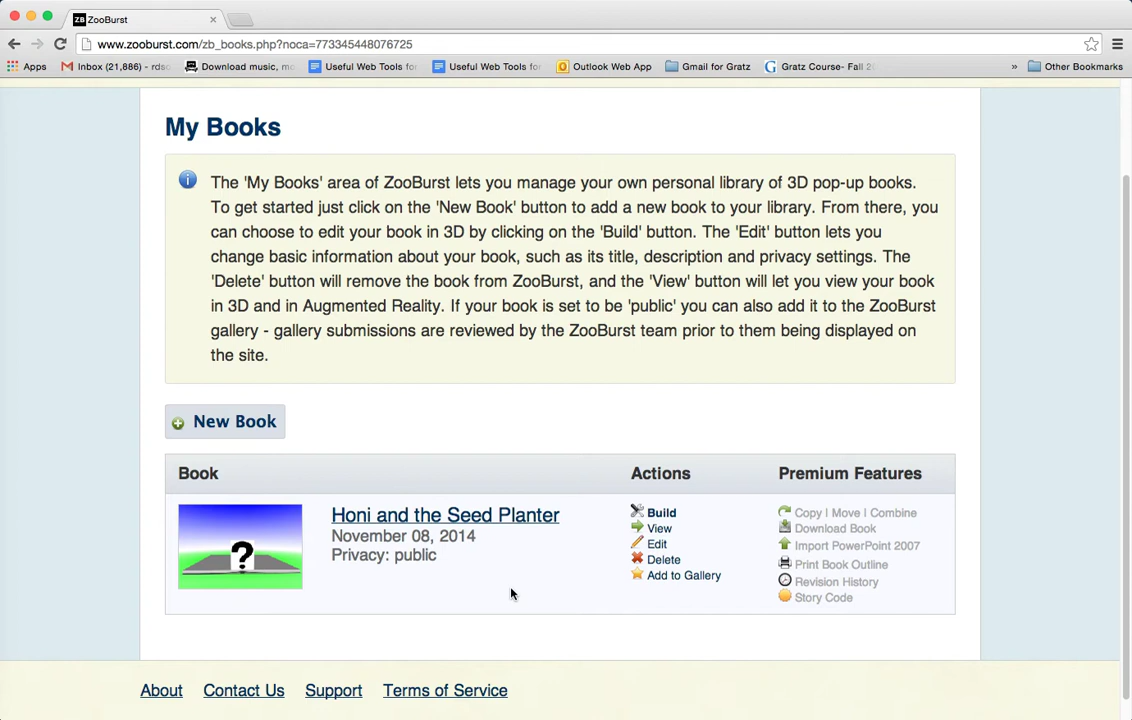 ZB ZooBurst
www.zooburst.com/zb_books.php?noca=773345448076725
Apps Inbox (21,886) - rds Download music, m Useful Web Tools for Useful Web Tools for Outlook Web App Gmail for Gratz Gratz Course- Fall » Other Bookmarks
My Books
The 'My Books' area of ZooBurst lets you manage your own personal library of 3D pop-up books.
To get started just click on the 'New Book' button to add a new book to your library. From there, you
can choose to edit your book in 3D by clicking on the 'Build' button. The 'Edit' button lets you
change basic information about your book, such as its title, description and privacy settings. The
'Delete' button will remove the book from ZooBurst, and the 'View' button will let you view your book
in 3D and in Augmented Reality. If your book is set to be 'public' you can also add it to the ZooBurst
gallery - gallery submissions are reviewed by the ZooBurst team prior to them being displayed on
the site.
New Book
Book Actions Premium Features
?
Honi and the Seed Planter
November 08, 2014
Privacy: public
Build
View
Edit
Delete
Add to Gallery
Copy | Move | Combine
Download Book
Import PowerPoint 2007
Print Book Outline
Revision History
Story Code
About Contact Us Support Terms of Service